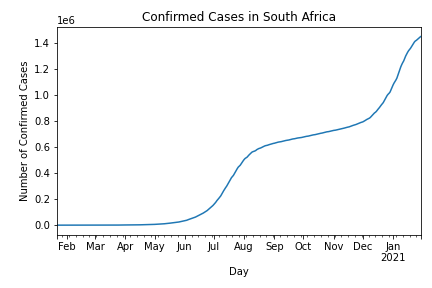 Confirmed Cases in South Africa
1e6
1.4
1.2
1.0
0.8
0.6
0.4
0.2
0.0
Number of Confirmed Cases
Feb Mar Apr May Jun Jul Aug Sep Oct Nov Dec Jan
2021
Day